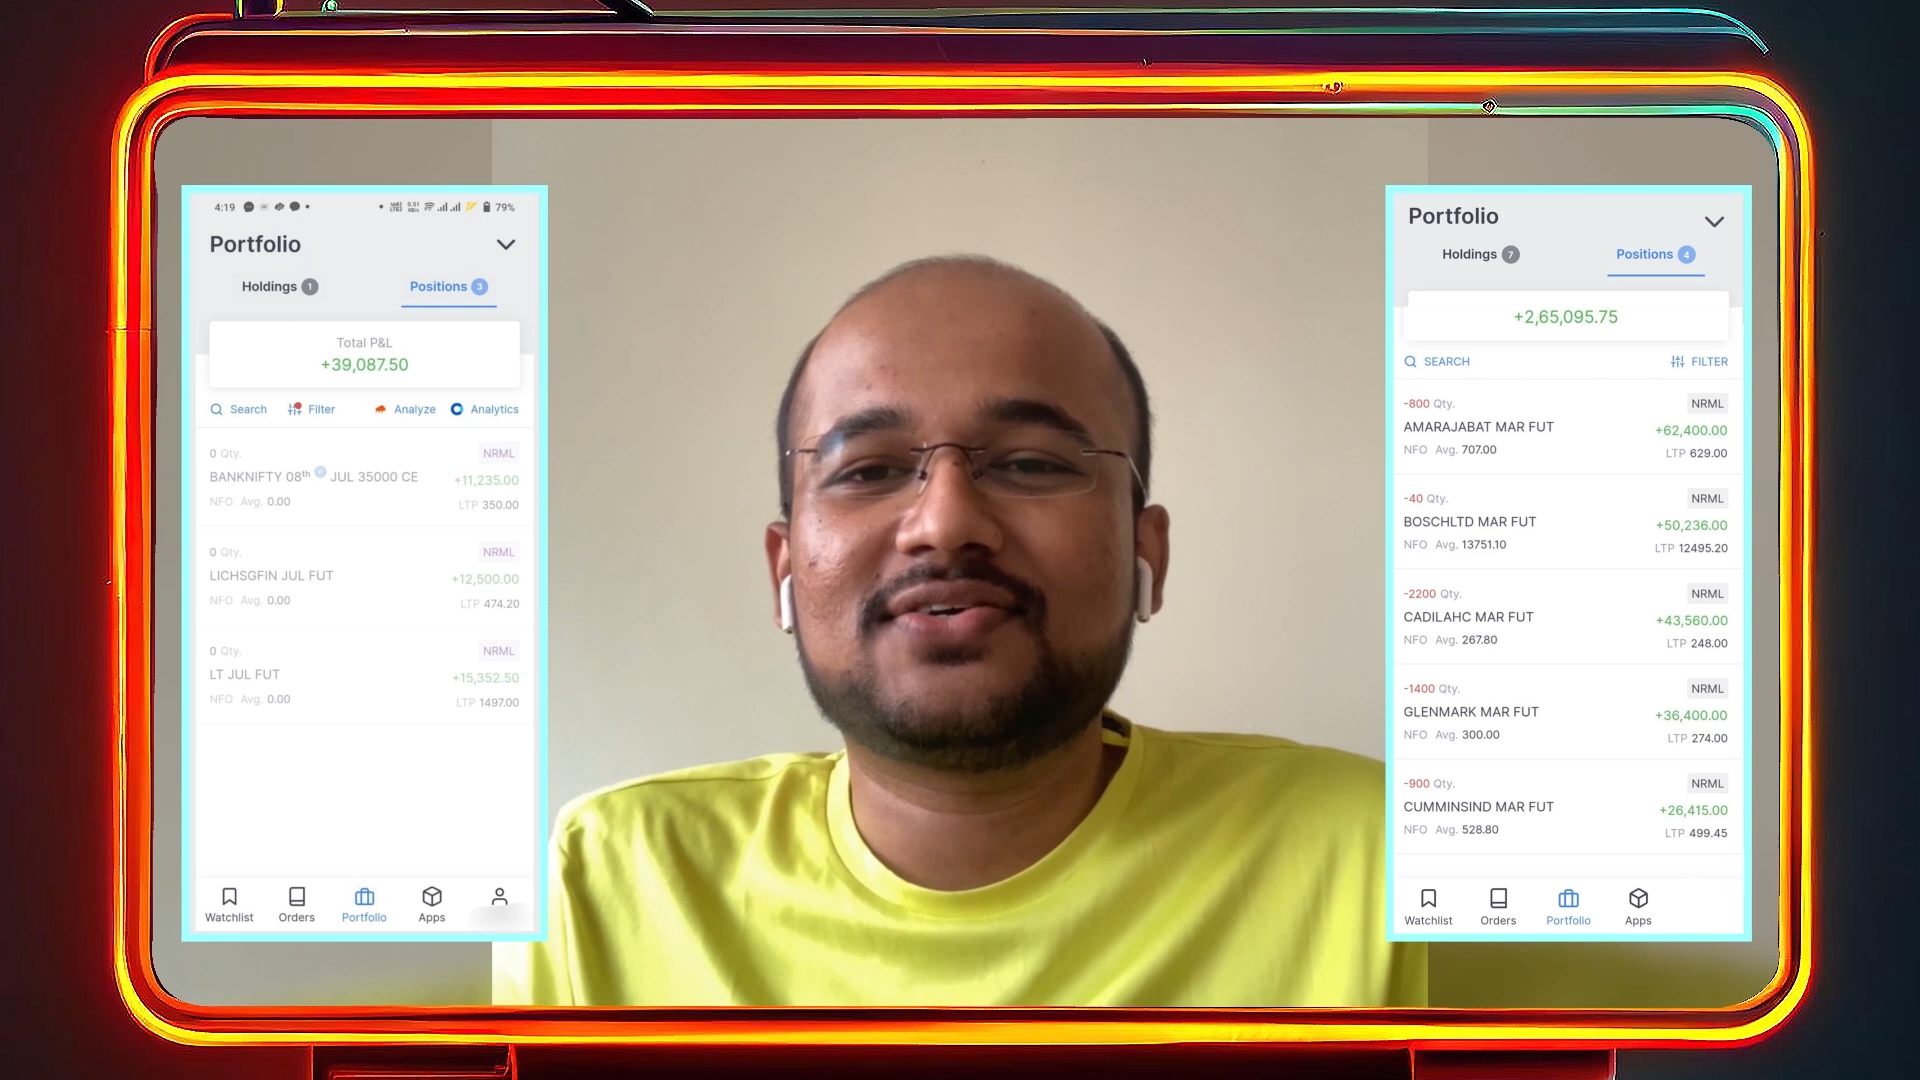 4:19
79%
Portfolio
Holdings 1
Positions 3
Total P&L
+39,087.50
Search
Filter
Analyze
Analytics
0 Qty.
NRML
BANKNIFTY 08th JUL 35000 CE
+11,235.00
NFO Avg. 0.00
LTP 350.00
0 Qty.
NRML
LICHSGFIN JUL FUT
+12,500.00
NFO Avg. 0.00
LTP 474.20
0 Qty.
NRML
LT JUL FUT
+15,352.50
NFO Avg. 0.00
LTP 1497.00
Watchlist
Orders
Portfolio
Apps
Portfolio
Holdings 7
Positions 4
+2,65,095.75
SEARCH
FILTER
-800 Qty.
NRML
AMARAJABAT MAR FUT
+62,400.00
NFO Avg. 707.00
LTP 629.00
-40 Qty.
NRML
BOSCHLTD MAR FUT
+50,236.00
NFO Avg. 13751.10
LTP 12495.20
-2200 Qty.
NRML
CADILAHC MAR FUT
+43,560.00
NFO Avg. 267.80
LTP 248.00
-1400 Qty.
NRML
GLENMARK MAR FUT
+36,400.00
NFO Avg. 300.00
LTP 274.00
-900 Qty.
NRML
CUMMINSIND MAR FUT
+26,415.00
NFO Avg. 528.80
LTP 499.45
Watchlist
Orders
Portfolio
Apps